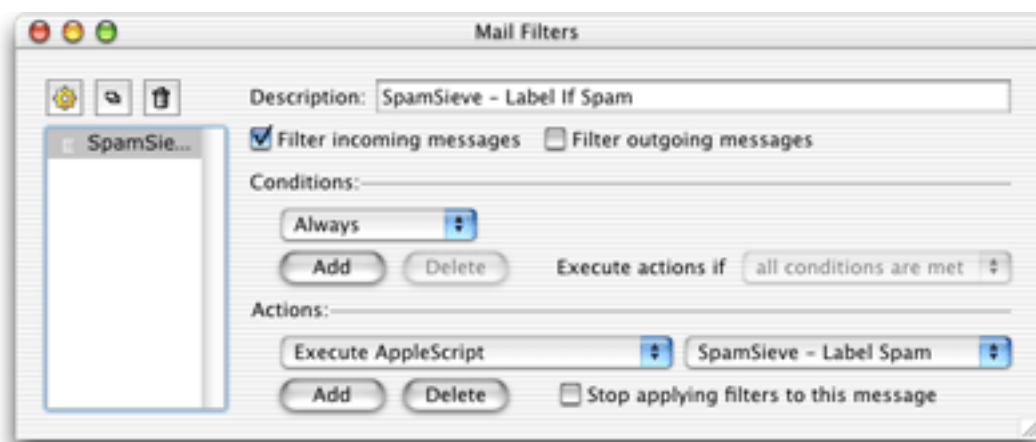 Mail Filters
Description: SpamSieve - Label If Spam
SpamSie...
Filter incoming messages Filter outgoing messages
Conditions:
Always
Add Delete Execute actions if all conditions are met
Actions:
Execute AppleScript SpamSieve - Label Spam
Add Delete Stop applying filters to this message